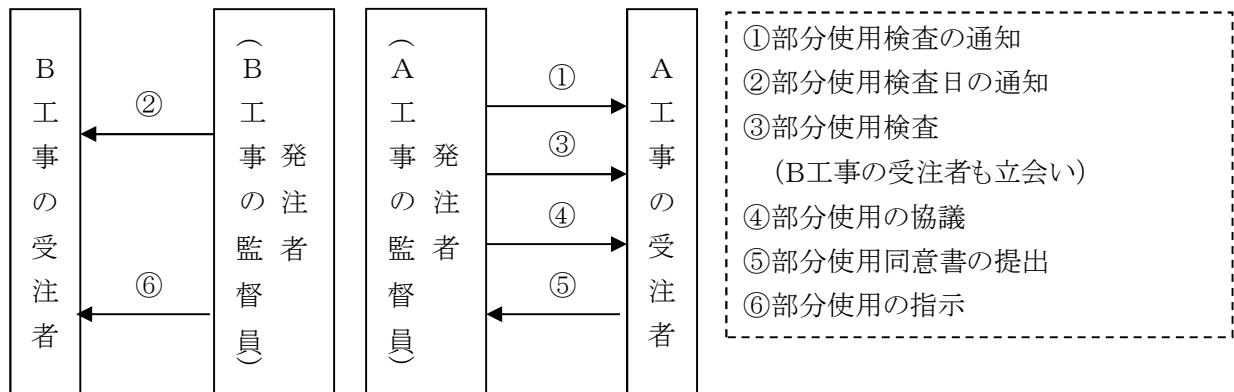 B工事の受注者
②
⑥
発注者
(B工事の監督員)
発注者
(A工事の監督員)
①
③
④
⑤
A工事の受注者
①部分使用検査の通知
②部分使用検査日の通知
③部分使用検査
(B工事の受注者も立会い)
④部分使用の協議
⑤部分使用同意書の提出
⑥部分使用の指示